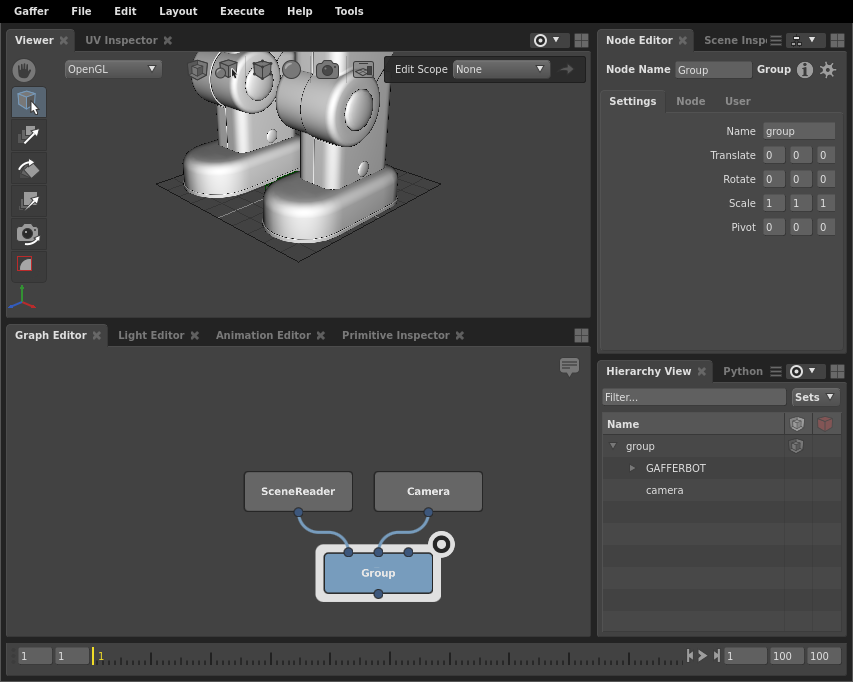 Gaffer File Edit Layout Execute Help Tools
Viewer UV Inspector
OpenGL
Edit Scope None
Node Editor Scene Insp
Node Name Group Group
Settings Node User
Name group
Translate 0 0 0
Rotate 0 0 0
Scale 1 1 1
Pivot 0 0 0
Graph Editor Light Editor Animation Editor Primitive Inspector
SceneReader Camera
Group
Hierarchy View Python
Filter... Sets
Name
group
GAFFERBOT
camera
1 1 1 1 100 100